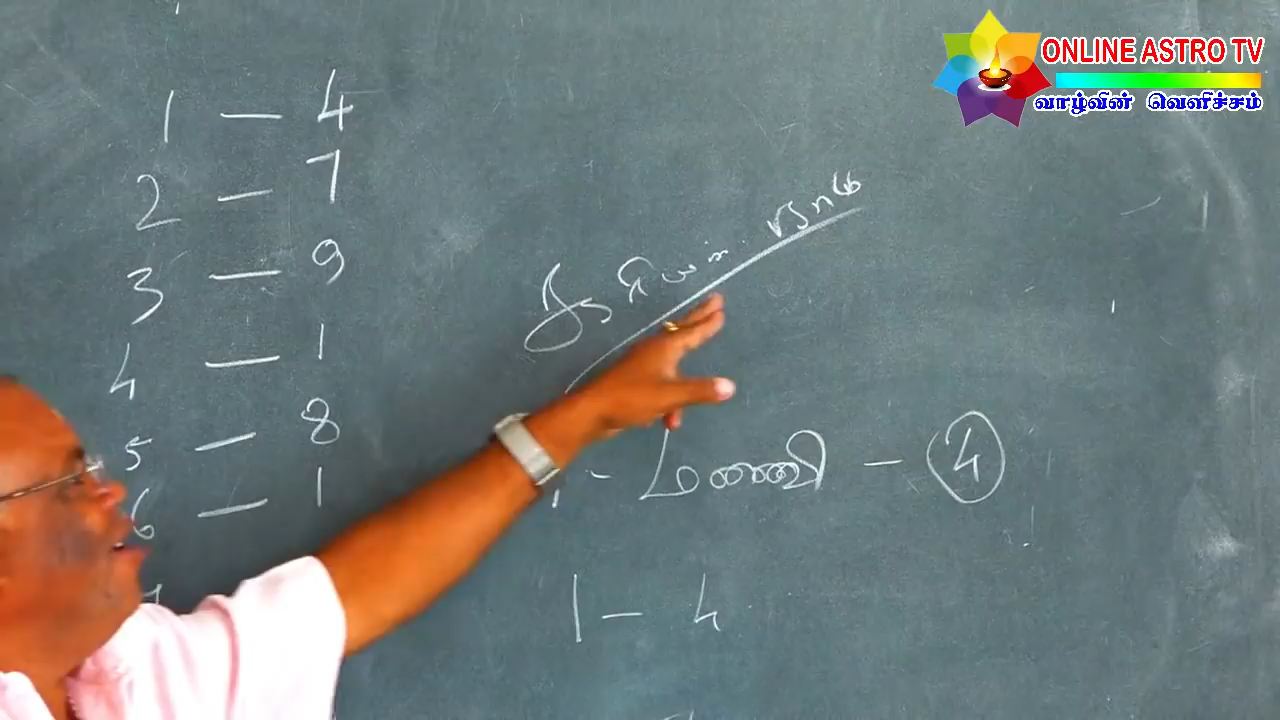 ONLINE ASTRO TV
வாழ்வின் வெளிச்சம்
1 — 4
2 — 7
3 — 9
4 — 1
5 — 8
6 — 1
— 4
1 — 4